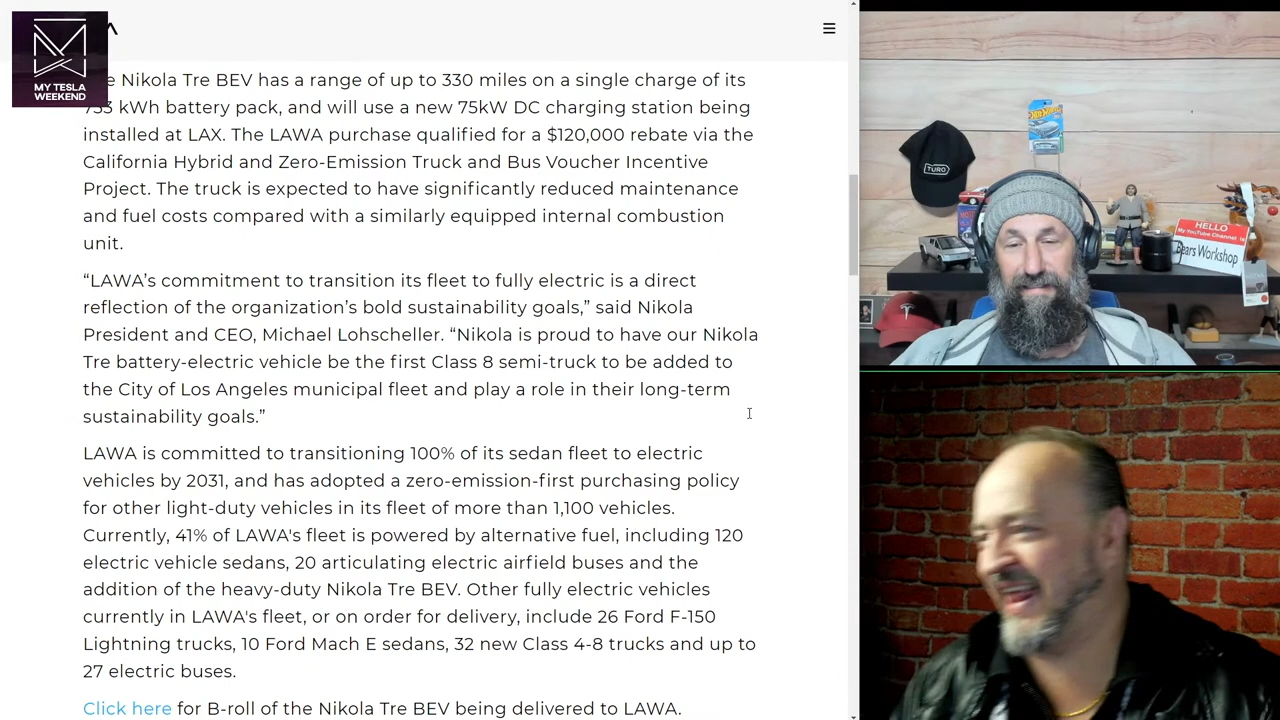 MY TESLA
WEEKEND
Nikola Tre BEV has a range of up to 330 miles on a single charge of its
kWh battery pack, and will use a new 75kW DC charging station being
installed at LAX. The LAWA purchase qualified for a $120,000 rebate via the
California Hybrid and Zero-Emission Truck and Bus Voucher Incentive
Project. The truck is expected to have significantly reduced maintenance
and fuel costs compared with a similarly equipped internal combustion
unit.
“LAWA’s commitment to transition its fleet to fully electric is a direct
reflection of the organization’s bold sustainability goals,” said Nikola
President and CEO, Michael Lohscheller. “Nikola is proud to have our Nikola
Tre battery-electric vehicle be the first Class 8 semi-truck to be added to
the City of Los Angeles municipal fleet and play a role in their long-term
sustainability goals.”
LAWA is committed to transitioning 100% of its sedan fleet to electric
vehicles by 2031, and has adopted a zero-emission-first purchasing policy
for other light-duty vehicles in its fleet of more than 1,100 vehicles.
Currently, 41% of LAWA's fleet is powered by alternative fuel, including 120
electric vehicle sedans, 20 articulating electric airfield buses and the
addition of the heavy-duty Nikola Tre BEV. Other fully electric vehicles
currently in LAWA's fleet, or on order for delivery, include 26 Ford F-150
Lightning trucks, 10 Ford Mach E sedans, 32 new Class 4-8 trucks and up to
27 electric buses.
Click here for B-roll of the Nikola Tre BEV being delivered to LAWA.
Hot Wheels
TURO
HELLO
My YouTube Channel is
Bears Workshop